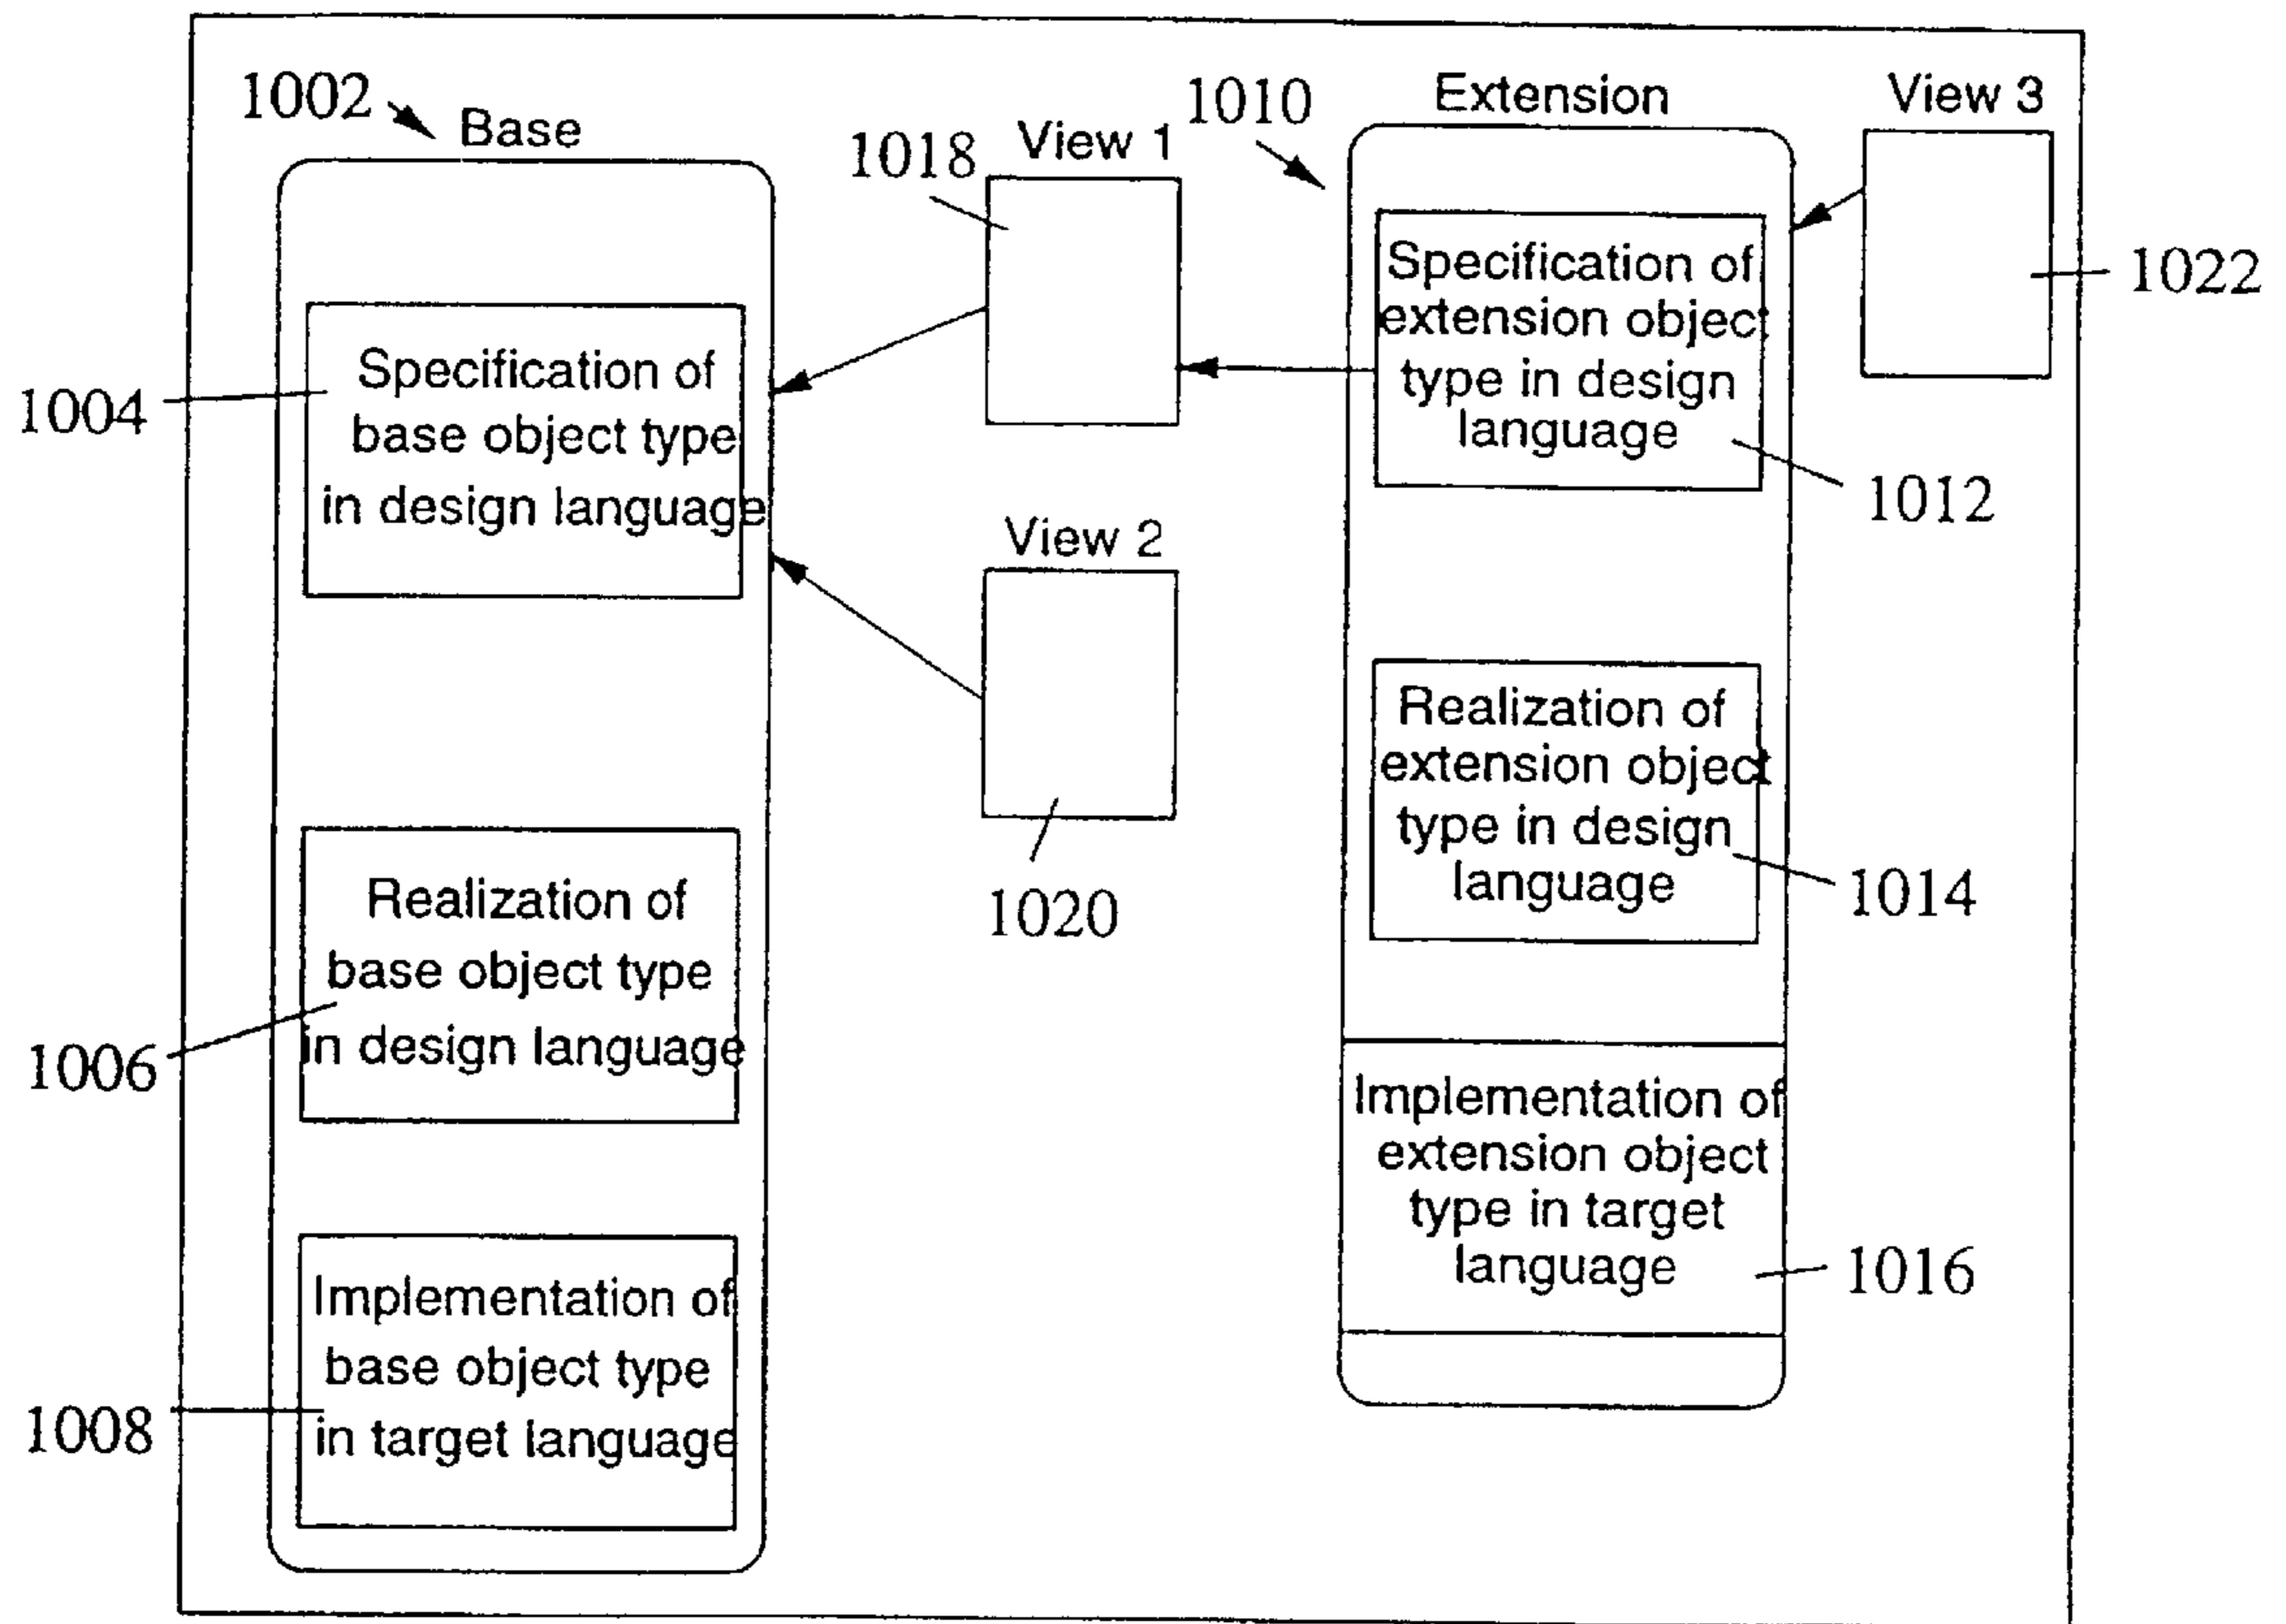 1002
Base
1004
Specification of
base object type
in design language
1006
Realization of
base object type
in design language
1008
Implementation of
base object type
in target language
1018
View 1
View 2
1020
1010
Extension
Specification of
extension object
type in design
language
1012
Realization of
extension object
type in design
language
1014
Implementation of
extension object
type in target
language
1016
View 3
1022